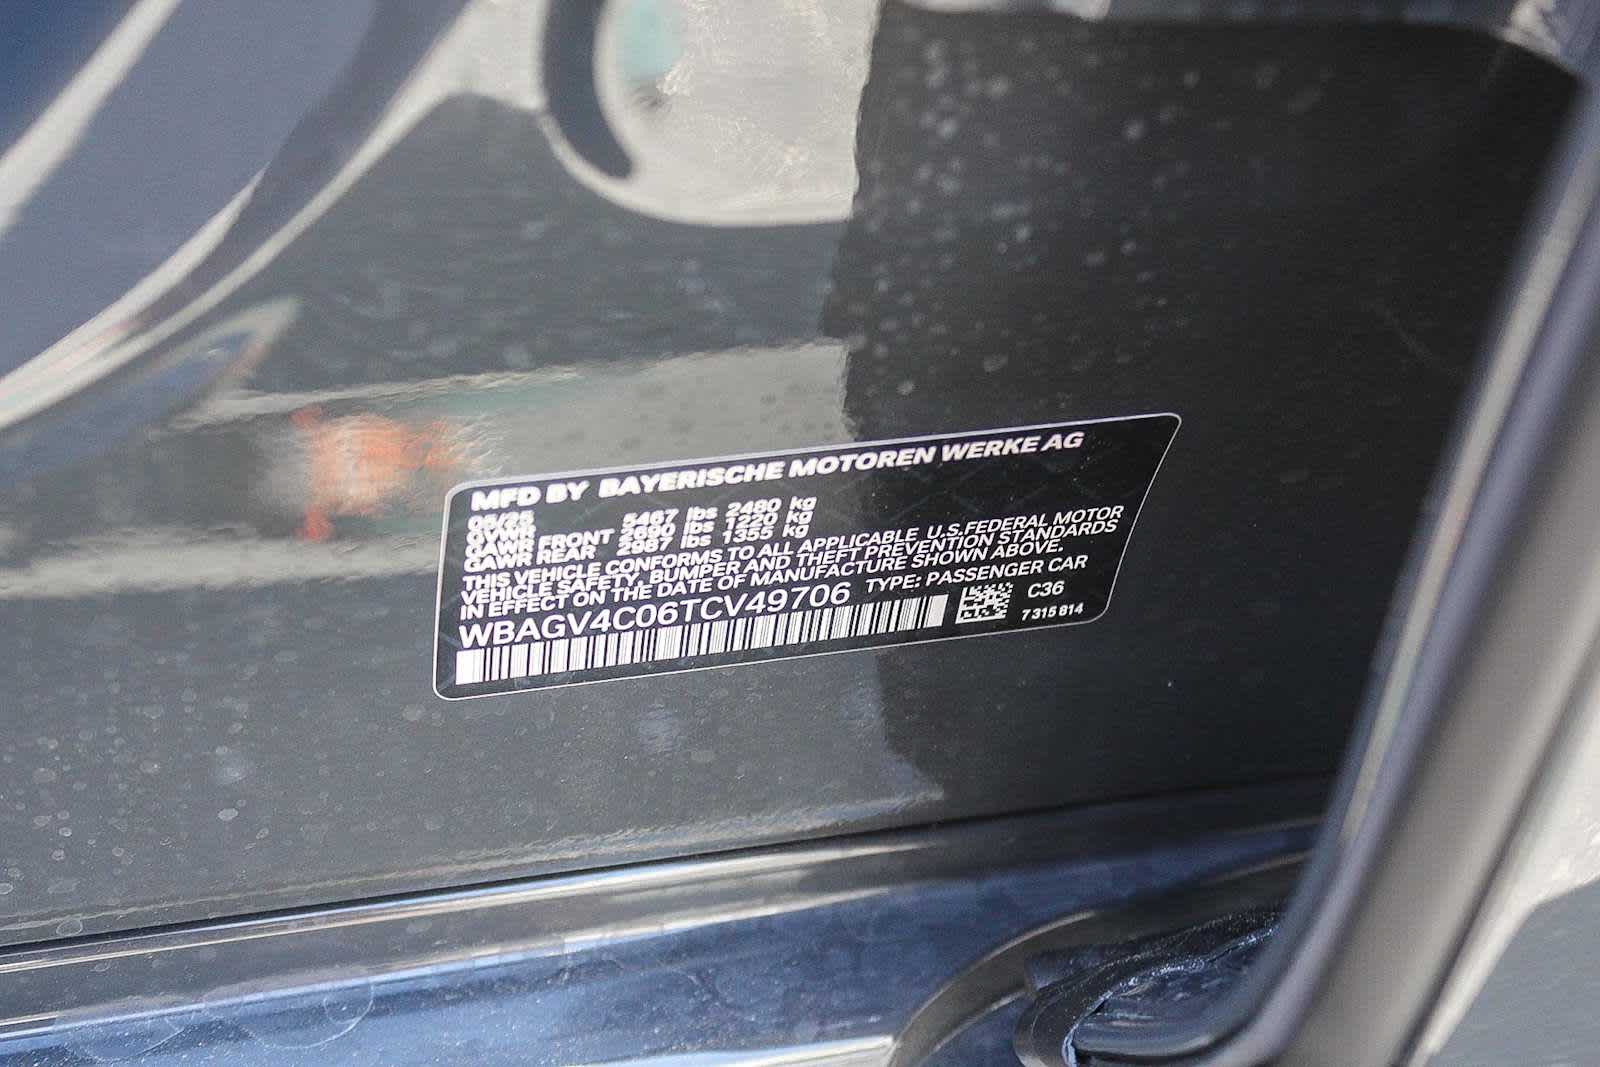 MFD BY BAYERISCHE MOTOREN WERKE AG
05/25
GVWR 5467 lbs 2480 kg
GAWR FRONT 2690 lbs 1220 kg
GAWR REAR 2987 lbs 1355 kg
THIS VEHICLE CONFORMS TO ALL APPLICABLE U.S.FEDERAL MOTOR
VEHICLE SAFETY, BUMPER AND THEFT PREVENTION STANDARDS
IN EFFECT ON THE DATE OF MANUFACTURE SHOWN ABOVE.
WBAGV4C06TCV49706 TYPE: PASSENGER CAR
C36
7 315 814